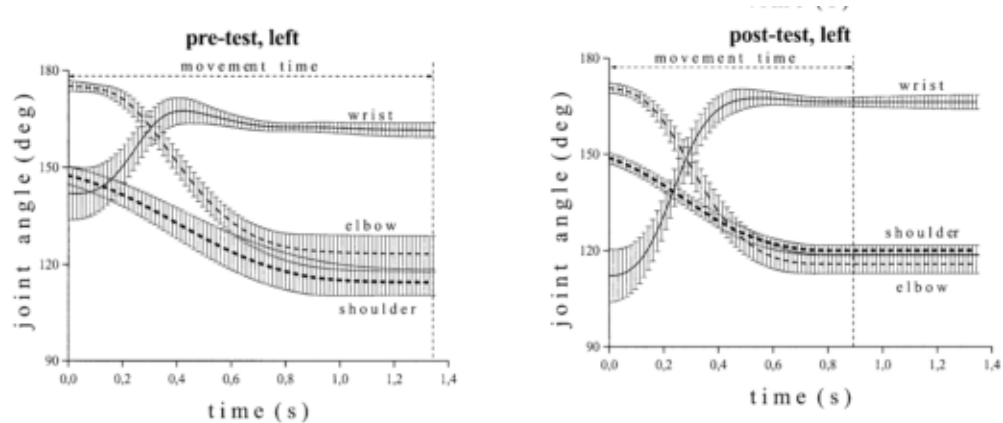 pre-test, left
movement time
180
150
120
90
joint angle (deg)
wrist
elbow
shoulder
0,0 0,2 0,4 0,6 0,8 1,0 1,2 1,4
time (s)
post-test, left
movement time
180
150
120
90
joint angle (deg)
wrist
shoulder
elbow
0,0 0,2 0,4 0,6 0,8 1,0 1,2 1,4
time (s)